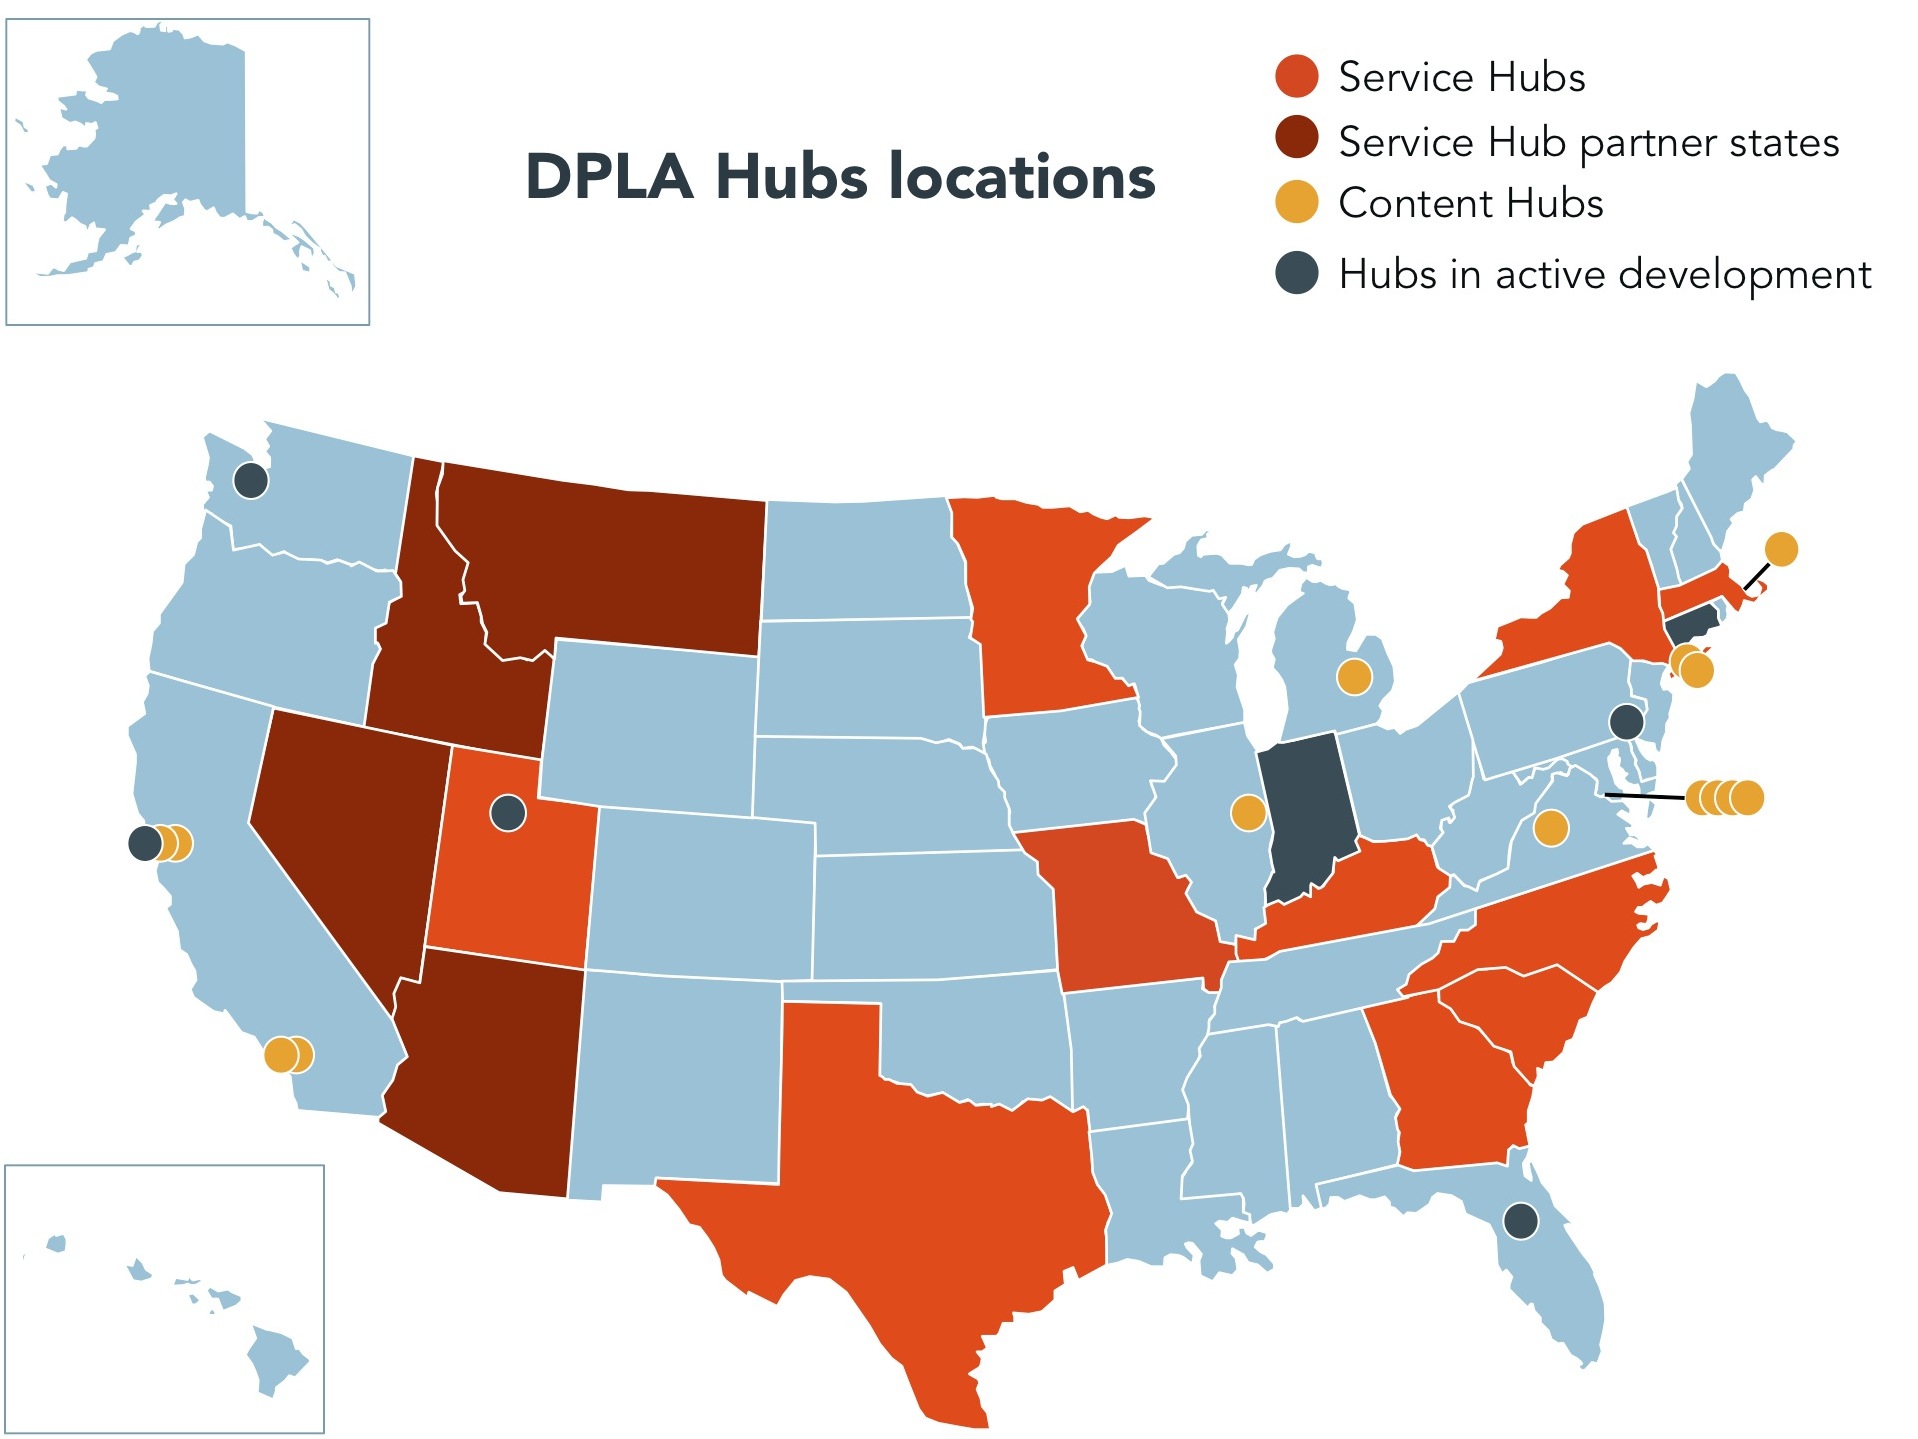 DPLA Hubs locations
Service Hubs
Service Hub partner states
Content Hubs
Hubs in active development